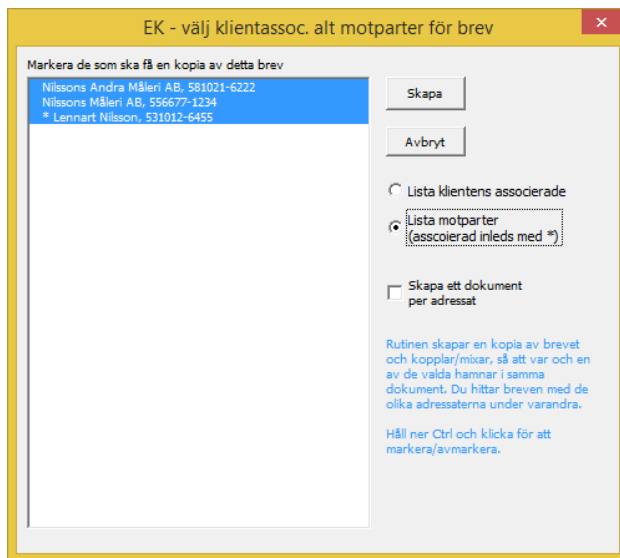 EK - välj klientassoc. alt motparter för brev
Markera de som ska få en kopia av detta brev
Nilssons Andra Måleri AB, 581021-6222
Nilssons Måleri AB, 556677-1234
* Lennart Nilsson, 531012-6455
Skapa
Avbryt
Lista klientens associerade
Lista motparter
(asscoierad inleds med *)
Skapa ett dokument
per adressat
Rutinen skapar en kopia av brevet
och kopplar/mixar, så att var och en
av de valda hamnar i samma
dokument. Du hittar breven med de
olika adressaterna under varandra.
Håll ner Ctrl och klicka för att
markera/avmarkera.